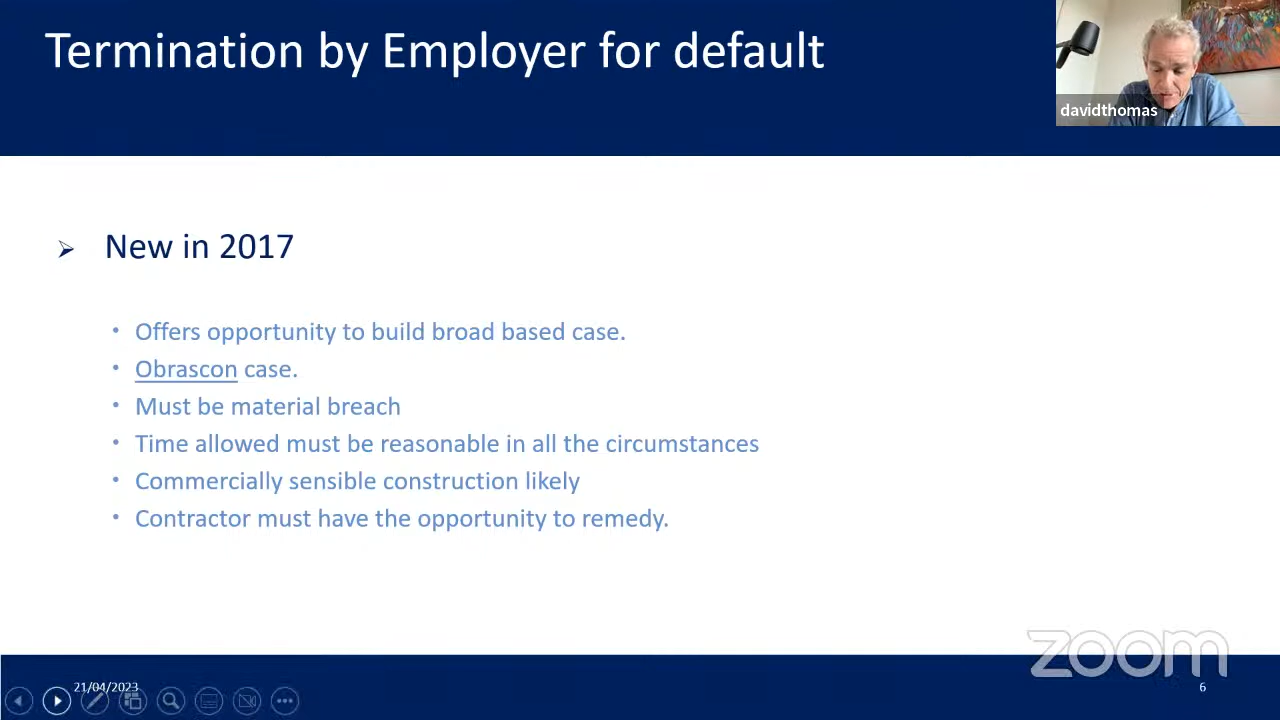 Termination by Employer for default
davidthomas
New in 2017
Offers opportunity to build broad based case.
Obrascon case.
Must be material breach
Time allowed must be reasonable in all the circumstances
Commercially sensible construction likely
Contractor must have the opportunity to remedy.
zoom
21/04/2023
6